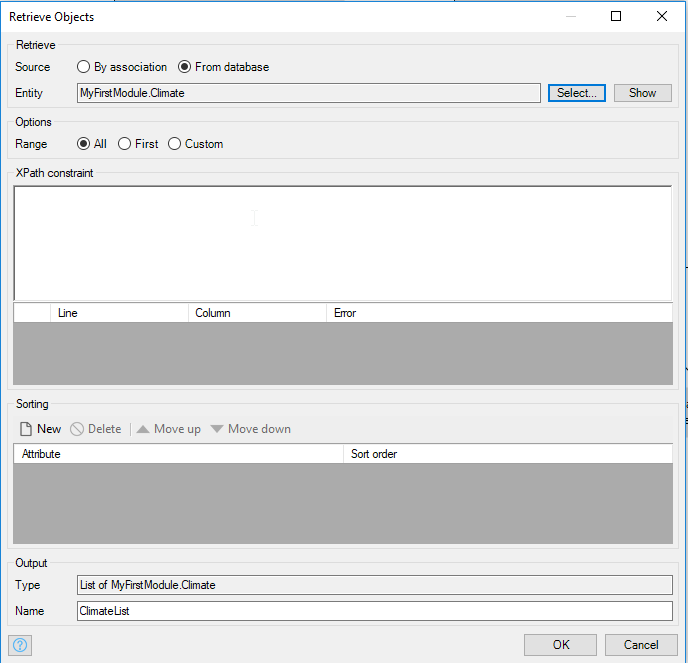 Retrieve Objects
Retrieve
Source By association From database
Entity MyFirstModule.Climate Select... Show
Options
Range All First Custom
XPath constraint
Line Column Error
Sorting
New Delete Move up Move down
Attribute Sort order
Output
Type List of MyFirstModule.Climate
Name ClimateList
? OK Cancel